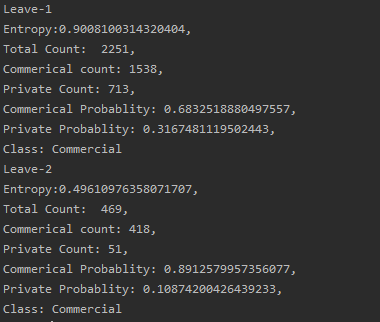 Leave-1
Entropy:0.9008100314320404,
Total Count:  2251,
Commerical count: 1538,
Private Count: 713,
Commerical Probablity: 0.6832518880497557,
Private Probablity: 0.3167481119502443,
Class: Commercial
Leave-2
Entropy:0.49610976358071707,
Total Count:  469,
Commerical count: 418,
Private Count: 51,
Commerical Probablity: 0.8912579957356077,
Private Probablity: 0.10874200426439233,
Class: Commercial